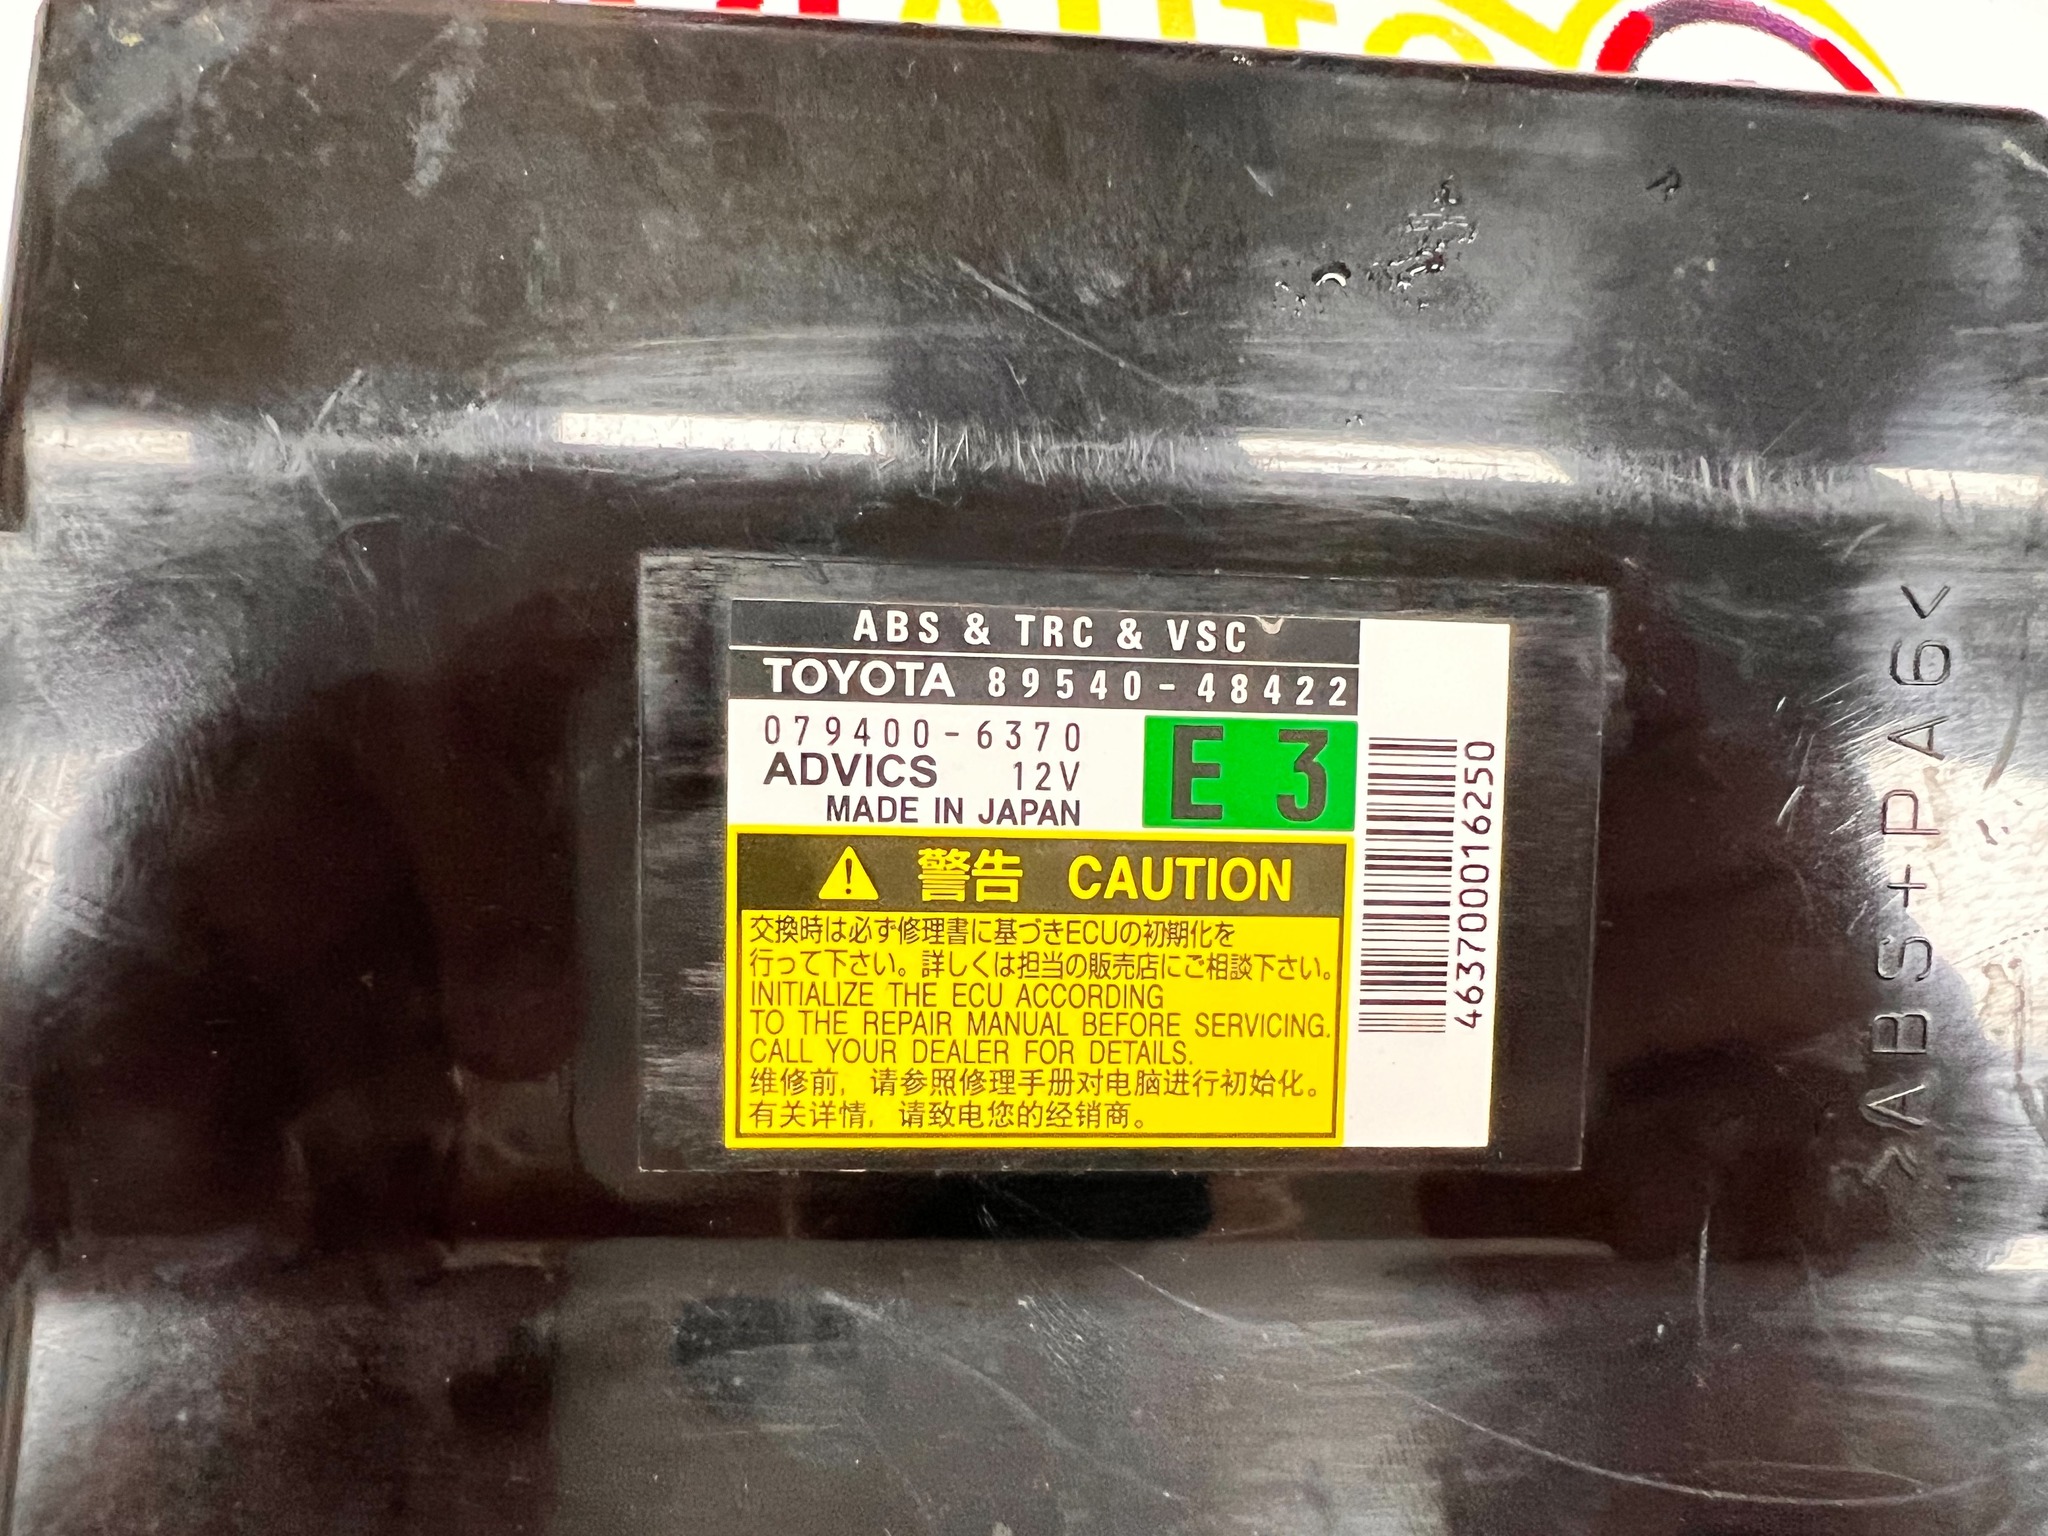 AUTO
ABS & TRC & VSC
TOYOTA 89540-48422
079400-6370
ADVICS 12V
MADE IN JAPAN
E 3
警告 CAUTION
交換時は必ず修理書に基づきECUの初期化を
行って下さい。詳しくは担当の販売店にご相談下さい。
INITIALIZE THE ECU ACCORDING
TO THE REPAIR MANUAL BEFORE SERVICING.
CALL YOUR DEALER FOR DETAILS.
维修前，请参照修理手册对电脑进行初始化。
有关详情，请致电您的经销商。
4637000016250
>ABS+PA6<